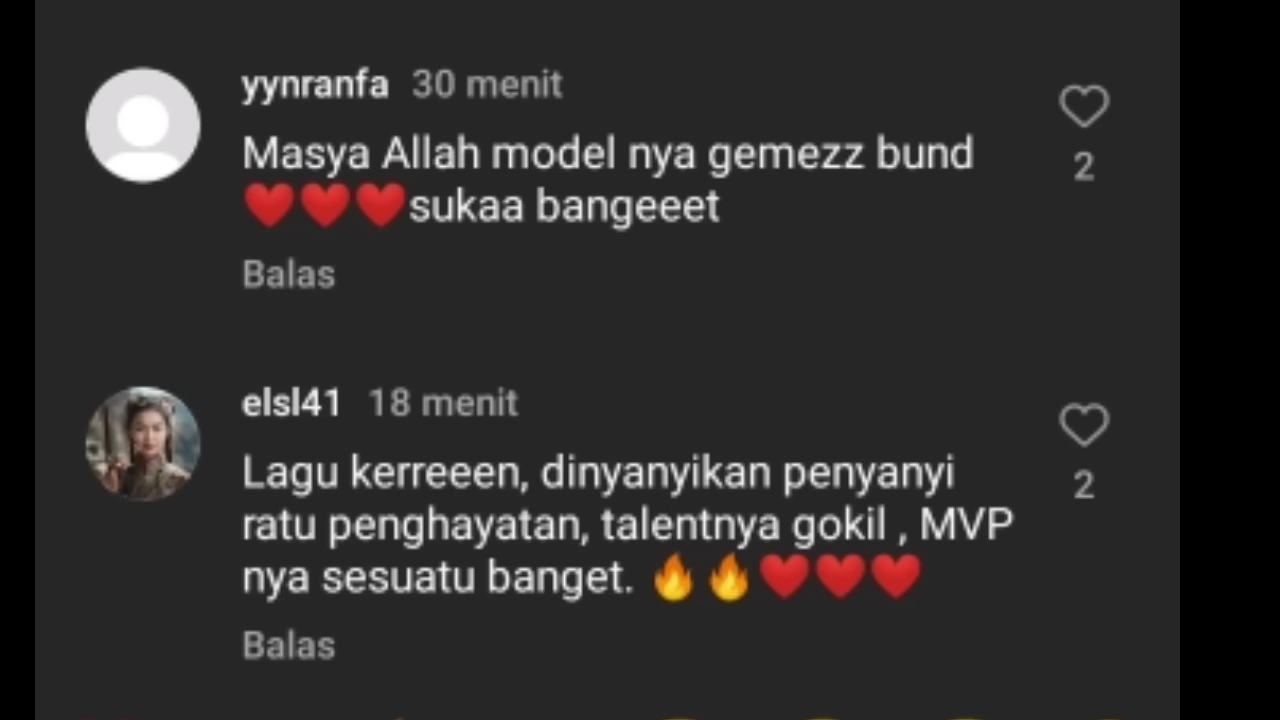 yynranfa 30 menit
Masya Allah model nya gemezz bund
❤️❤️❤️sukaa bangeeet
2
Balas
elsl41 18 menit
Lagu kerreeen, dinyanyikan penyanyi
ratu penghayatan, talentnya gokil , MVP
nya sesuatu banget. 🔥🔥❤️❤️❤️
2
Balas